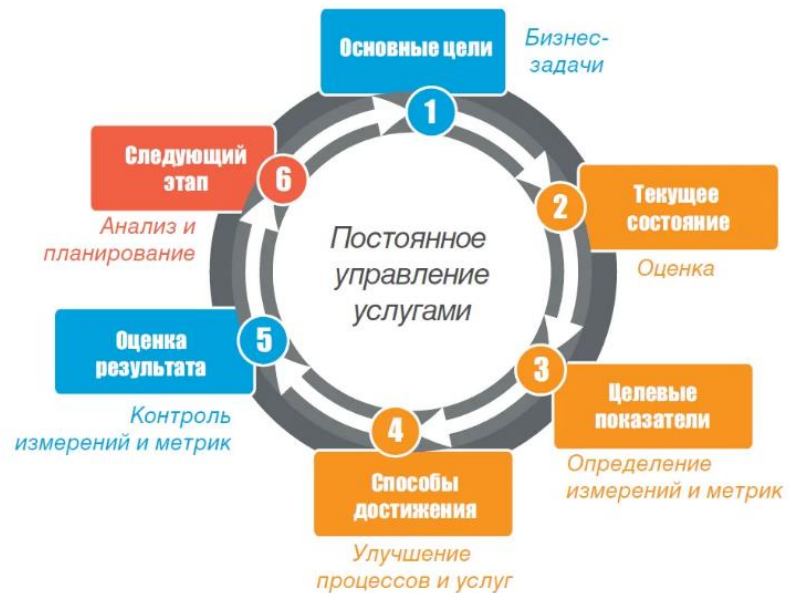 Основные цели
1
Бизнес-
задачи
2
Текущее
состояние
Оценка
3
Целевые
показатели
Определение
измерений и метрик
4
Способы
достижения
Улучшение
процессов и услуг
5
Оценка
результата
Контроль
измерений и метрик
6
Следующий
этап
Анализ и
планирование
Постоянное
управление
услугами